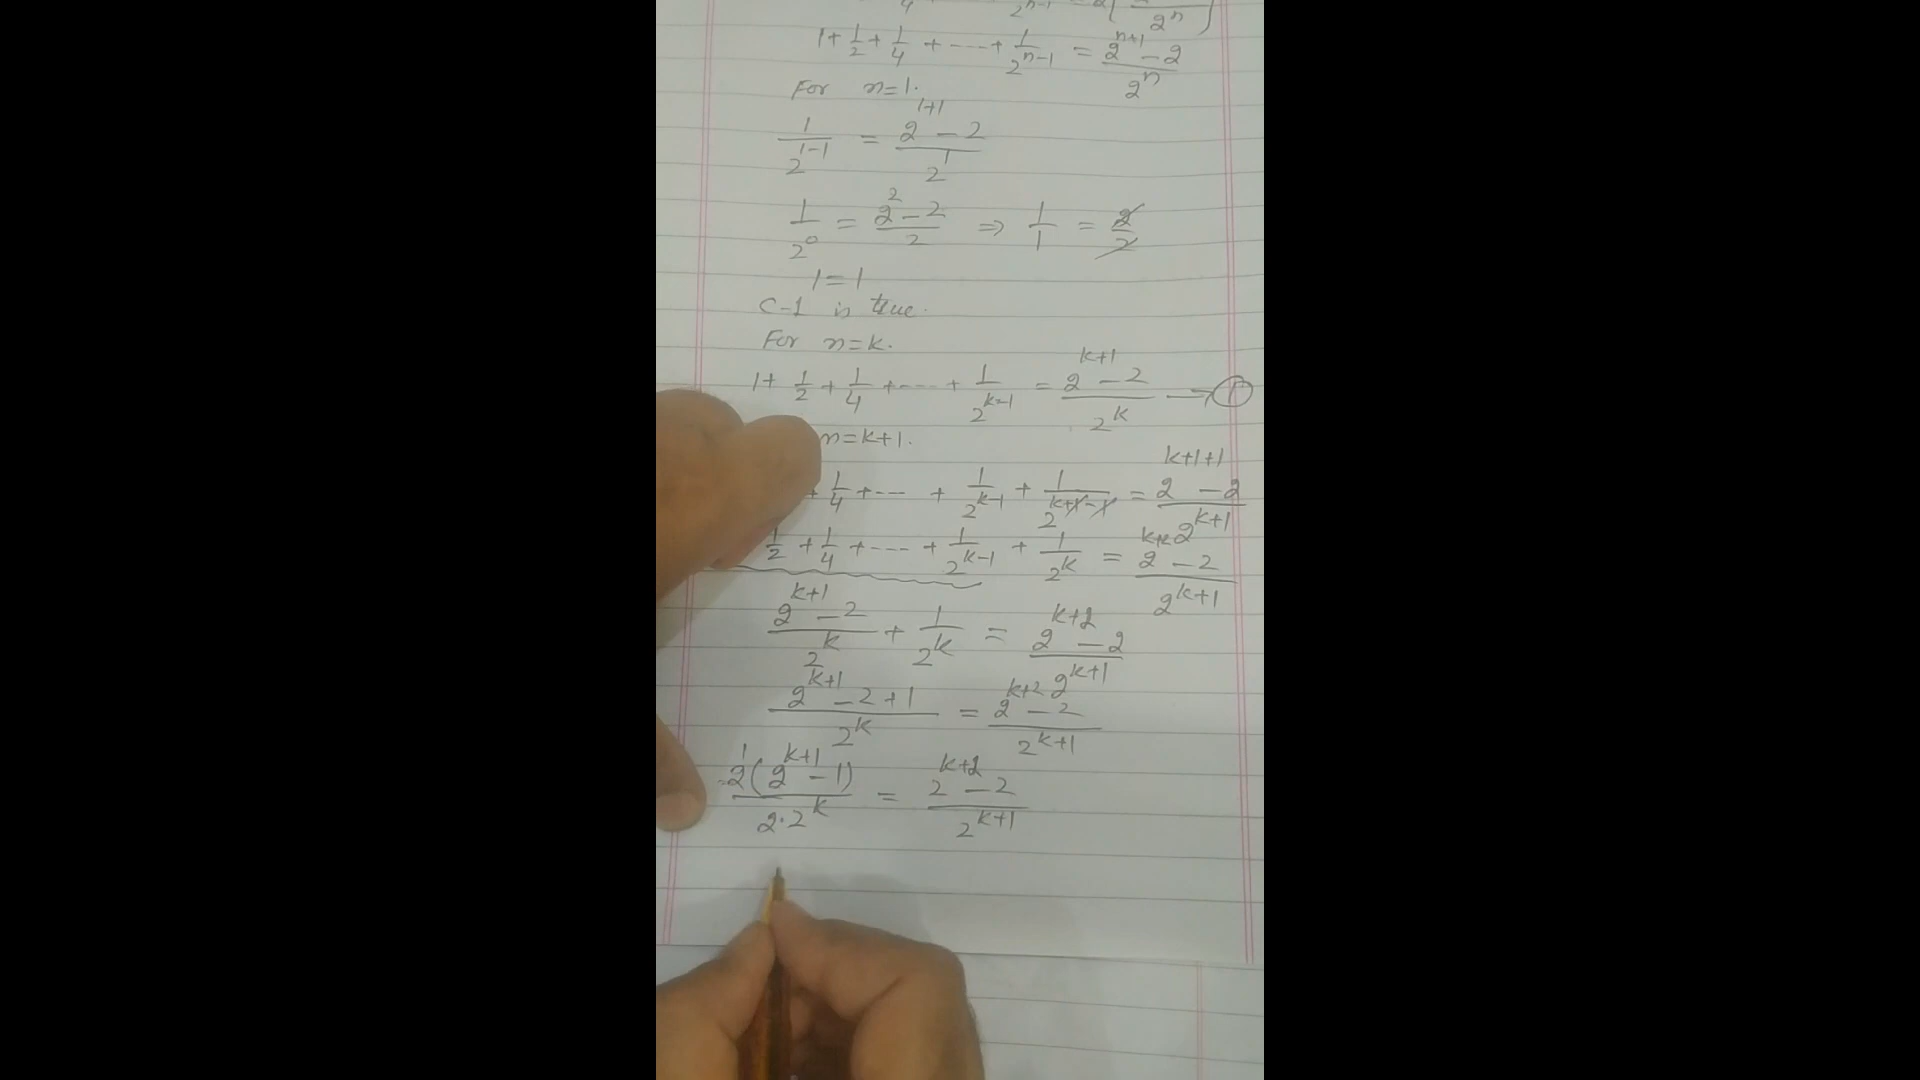 1+ 1/2 + 1/4 + ---- + 1/2^(n-1) = (2^(n+1) - 2)/2^n
For n=1.
1/2^(1-1) = (2^(1+1) - 2)/2^1
1/2^0 = (2^2 - 2)/2 ⇒ 1/1 = 2/2
1=1
C-1 is true.
For n=k.
1+ 1/2 + 1/4 +---- + 1/2^(k-1) = (2^(k+1) - 2)/2^k → ①
n=k+1.
+ 1/4 +--- + 1/2^(k-1) + 1/2^(k+1-1) = (2^(k+1+1) - 2)/2^(k+1)
1/2 + 1/4 +---- + 1/2^(k-1) + 1/2^k = (2^(k+2) - 2)/2^(k+1)
(2^(k+1) - 2)/2^k + 1/2^k = (2^(k+2) - 2)/2^(k+1)
(2^(k+1) - 2 + 1)/2^k = (2^(k+2) - 2)/2^(k+1)
2^1(2^(k+1) - 1)/(2·2^k) = (2^(k+2) - 2)/2^(k+1)